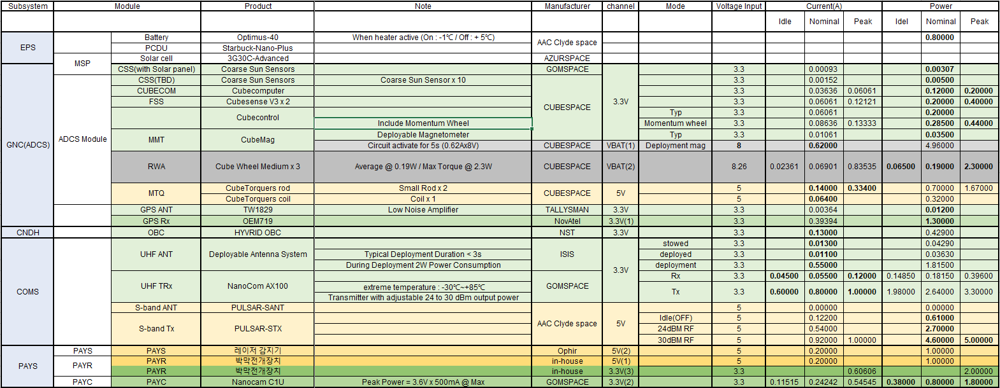 Subsystem Module Product Note Manufacturer channel Mode Voltage Input Current(A) Power
Idle Nominal Peak Idel Nominal Peak
EPS Battery Optimus-40 When heater active (On : -1℃ / Off : + 5℃) AAC Clyde space 0.80000
PCDU Starbuck-Nano-Plus
MSP Solar cell 3G30C-Advanced AZURSPACE
GNC(ADCS) CSS(with Solar panel) Coarse Sun Sensors GOMSPACE 3.3V 3.3 0.00093 0.00307
ADCS Module CSS(TBD) Coarse Sun Sensors Coarse Sun Sensor x 10 CUBESPACE 3.3 0.00152 0.00500
CUBECOM Cubecomputer 3.3 0.03636 0.06061 0.12000 0.20000
FSS Cubesense V3 x 2 3.3 0.06061 0.12121 0.20000 0.40000
Cubecontrol Typ 3.3 0.06061 0.20000
Include Momentum Wheel Momentum wheel 3.3 0.08636 0.13333 0.28500 0.44000
MMT CubeMag Deployable Magnetometer Typ 3.3 0.01061 0.03500
Circuit activate for 5s (0.62Ax8V) CUBESPACE VBAT(1) Deployment mag 8 0.62000 4.96000
RWA Cube Wheel Medium x 3 Average @ 0.19W / Max Torque @ 2.3W CUBESPACE VBAT(2) 8.26 0.02361 0.06901 0.83535 0.06500 0.19000 2.30000
MTQ CubeTorquers rod Small Rod x 2 CUBESPACE 5V 5 0.14000 0.33400 0.70000 1.67000
CubeTorquers coil Coil x 1 5 0.06400 0.32000
GPS ANT TW1829 Low Noise Amplifier TALLYSMAN 3.3V 3.3 0.00364 0.01200
GPS Rx OEM719 NovAtel 3.3V(1) 3.3 0.39394 1.30000
CNDH OBC HYVRID OBC NST 3.3V 3.3 0.13000 0.42900
COMS UHF ANT Deployable Antenna System ISIS 3.3V stowed 3.3 0.01300 0.04290
Typical Deployment Duration < 3s deployed 3.3 0.01100 0.03630
During Deployment 2W Power Consumption deployment 3.3 0.55000 1.81500
UHF TRx NanoCom AX100 GOMSPACE Rx 3.3 0.04500 0.05500 0.12000 0.14850 0.18150 0.39600
extreme temperature : -30℃~+85℃ Tx 3.3 0.60000 0.80000 1.00000 1.98000 2.64000 3.30000
Transmitter with adjustable 24 to 30 dBm output power
S-band ANT PULSAR-SANT AAC Clyde space 5V 5 0.00000 0.00000
S-band Tx PULSAR-STX Idle(OFF) 5 0.12200 0.61000
24dBM RF 5 0.54000 2.70000
30dBM RF 5 0.92000 1.00000 4.60000 5.00000
PAYS PAYS PAYS 레이저 감지기 Ophir 5V(2) 5 0.20000 1.00000
PAYR PAYR 박막전개장치 in-house 5V(1) 5 0.20000 1.00000
PAYR 박막전개장치 in-house 3.3V(3) 3.3 0.60606 2.00000
PAYC PAYC Nanocam C1U Peak Power = 3.6V x 500mA @ Max GOMSPACE 3.3V(2) 3.3 0.11515 0.24242 0.54545 0.38000 0.80000 1.80000